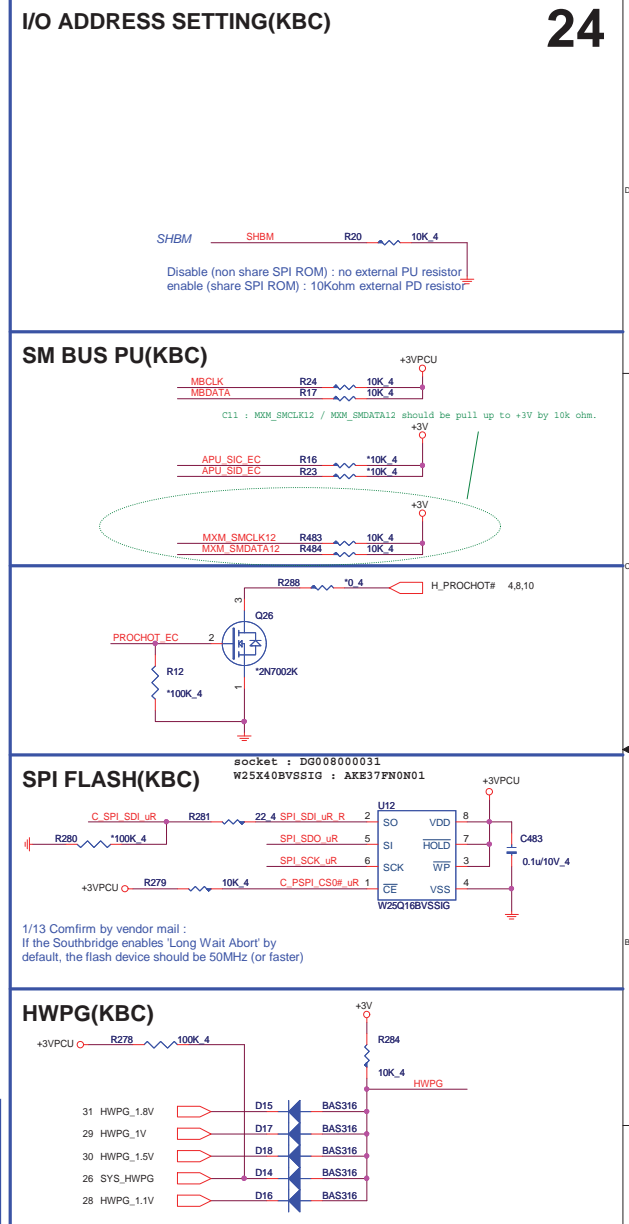 I/O ADDRESS SETTING(KBC)
24
D
SHBM SHBM R20 10K_4
Disable (non share SPI ROM) : no external PU resistor
enable (share SPI ROM) : 10Kohm external PD resistor
SM BUS PU(KBC)
+3VPCU
MBCLK R24 10K_4
MBDATA R17 10K_4
C11 : MXM_SMCLK12 / MXM_SMDATA12 should be pull up to +3V by 10k ohm.
+3V
APU_SIC_EC R16 *10K_4
APU_SID_EC R23 *10K_4
+3V
MXM_SMCLK12 R483 10K_4
MXM_SMDATA12 R484 10K_4
C
R288 *0_4 H_PROCHOT# 4,8,10
3
Q26
PROCHOT_EC 2
R12 *2N7002K
*100K_4 1
socket : DG008000031
SPI FLASH(KBC) W25X40BVSSIG : AKE37FN0N01
+3VPCU
U12
C_SPI_SDI_uR R281 22_4 SPI_SDI_uR_R 2 SO VDD 8
R280 *100K_4 SPI_SDO_uR 5 SI HOLD 7 C483
SPI_SCK_uR 6 SCK WP 3 0.1u/10V_4
+3VPCU R279 10K_4 C_PSPI_CS0#_uR 1 CE VSS 4
W25Q16BVSSIG
1/13 Comfirm by vendor mail :
If the Southbridge enables 'Long Wait Abort' by
default, the flash device should be 50MHz (or faster)
B
HWPG(KBC)
+3V
+3VPCU R278 100K_4 R284
10K_4
HWPG
31 HWPG_1.8V D15 BAS316
29 HWPG_1V D17 BAS316
30 HWPG_1.5V D18 BAS316
26 SYS_HWPG D14 BAS316
28 HWPG_1.1V D16 BAS316